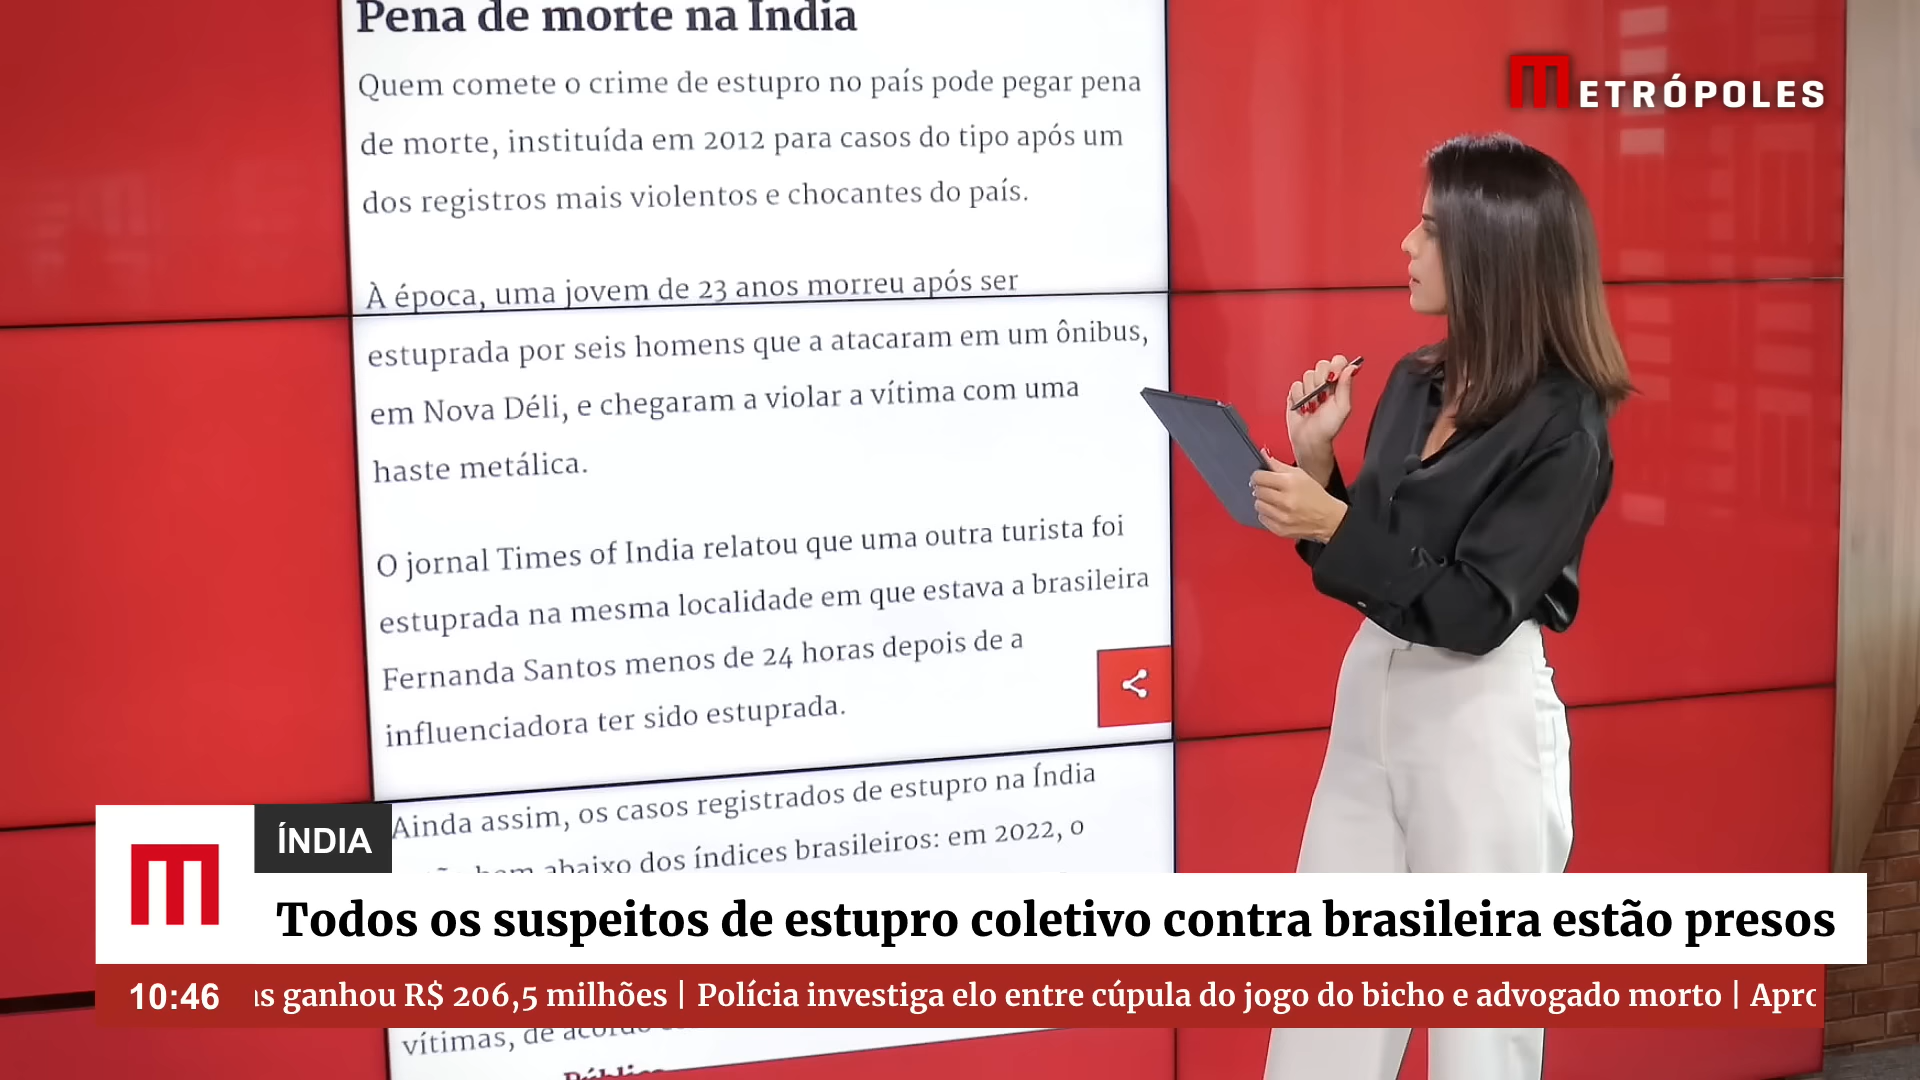 Pena de morte na Índia
Quem comete o crime de estupro no país pode pegar pena
de morte, instituída em 2012 para casos do tipo após um
dos registros mais violentos e chocantes do país.
À época, uma jovem de 23 anos morreu após ser
estuprada por seis homens que a atacaram em um ônibus,
em Nova Déli, e chegaram a violar a vítima com uma
haste metálica.
O jornal Times of India relatou que uma outra turista foi
estuprada na mesma localidade em que estava a brasileira
Fernanda Santos menos de 24 horas depois de a
influenciadora ter sido estuprada.
Ainda assim, os casos registrados de estupro na Índia
abaixo dos índices brasileiros: em 2022, o
vítimas, de acordo
METRÓPOLES
ÍNDIA
Todos os suspeitos de estupro coletivo contra brasileira estão presos
10:46 ganhou R$ 206,5 milhões | Polícia investiga elo entre cúpula do jogo do bicho e advogado morto |